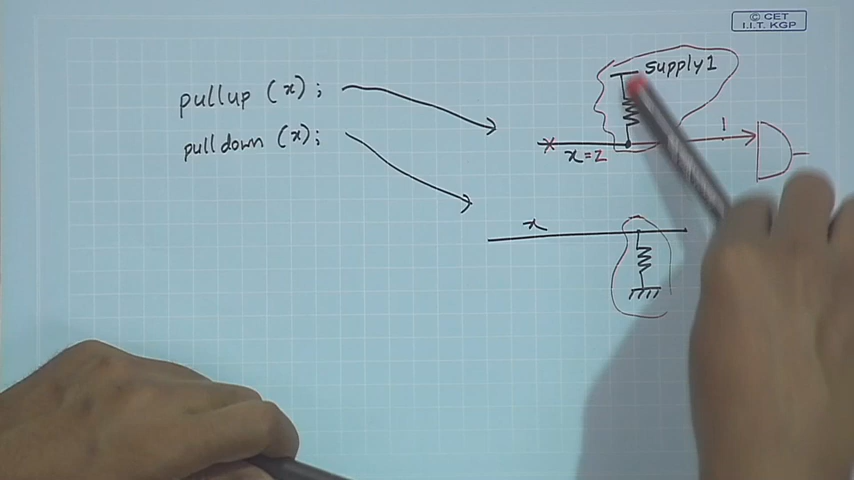 © CET
I.I.T. KGP
supply1
pullup (x);
1
pulldown (x);
x=Z
x